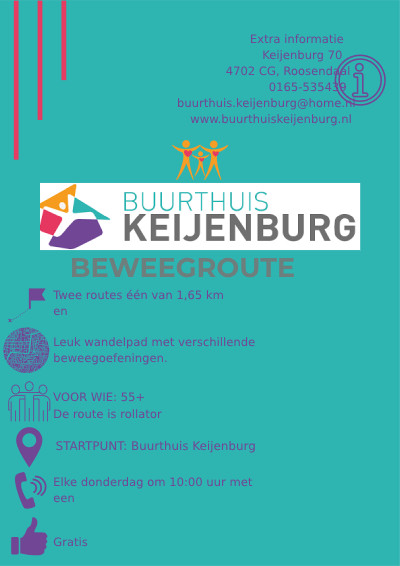 Extra informatie
Keijenburg 70
4702 CG, Roosendaal
0165-535439
buurthuis.keijenburg@home.nl
www.buurthuiskeijenburg.nl
BUURTHUIS
KEIJENBURG
BEWEEGROUTE
Twee routes één van 1,65 km
en
Leuk wandelpad met verschillende
beweegoefeningen.
VOOR WIE: 55+
De route is rollator
STARTPUNT: Buurthuis Keijenburg
Elke donderdag om 10:00 uur met
een
Gratis